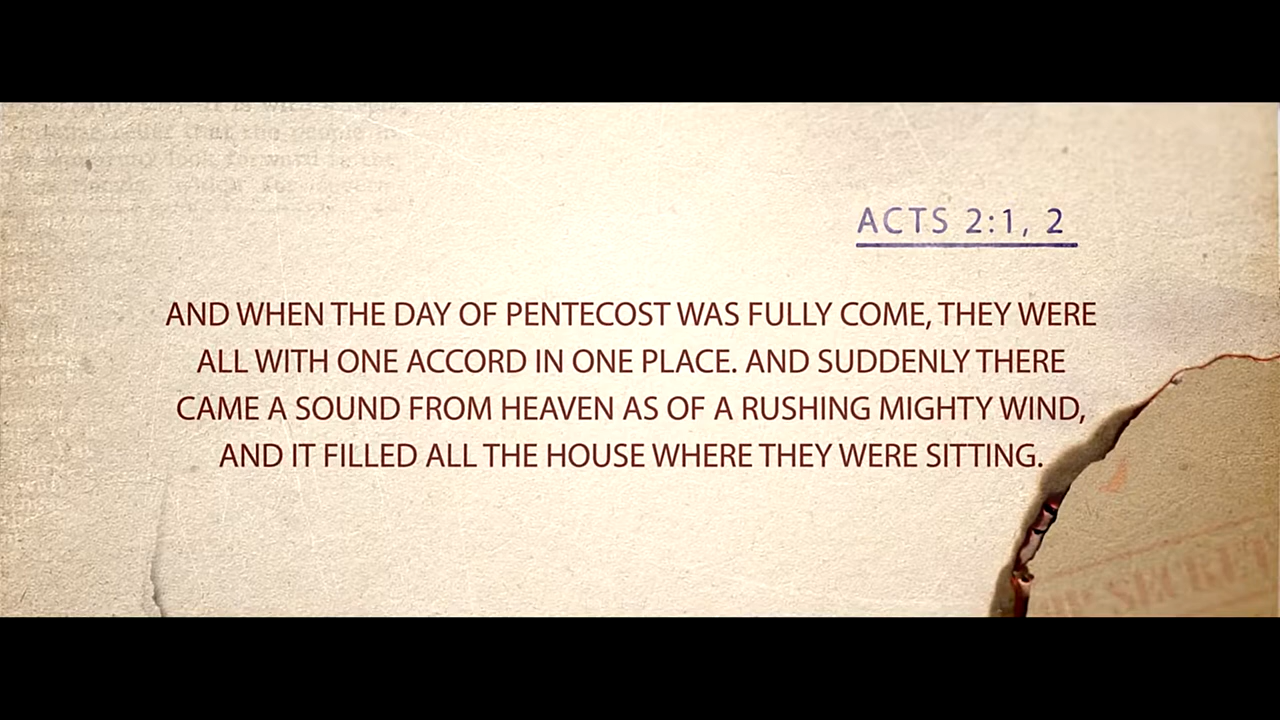 ACTS 2:1, 2
AND WHEN THE DAY OF PENTECOST WAS FULLY COME, THEY WERE
ALL WITH ONE ACCORD IN ONE PLACE. AND SUDDENLY THERE
CAME A SOUND FROM HEAVEN AS OF A RUSHING MIGHTY WIND,
AND IT FILLED ALL THE HOUSE WHERE THEY WERE SITTING.
SECRET